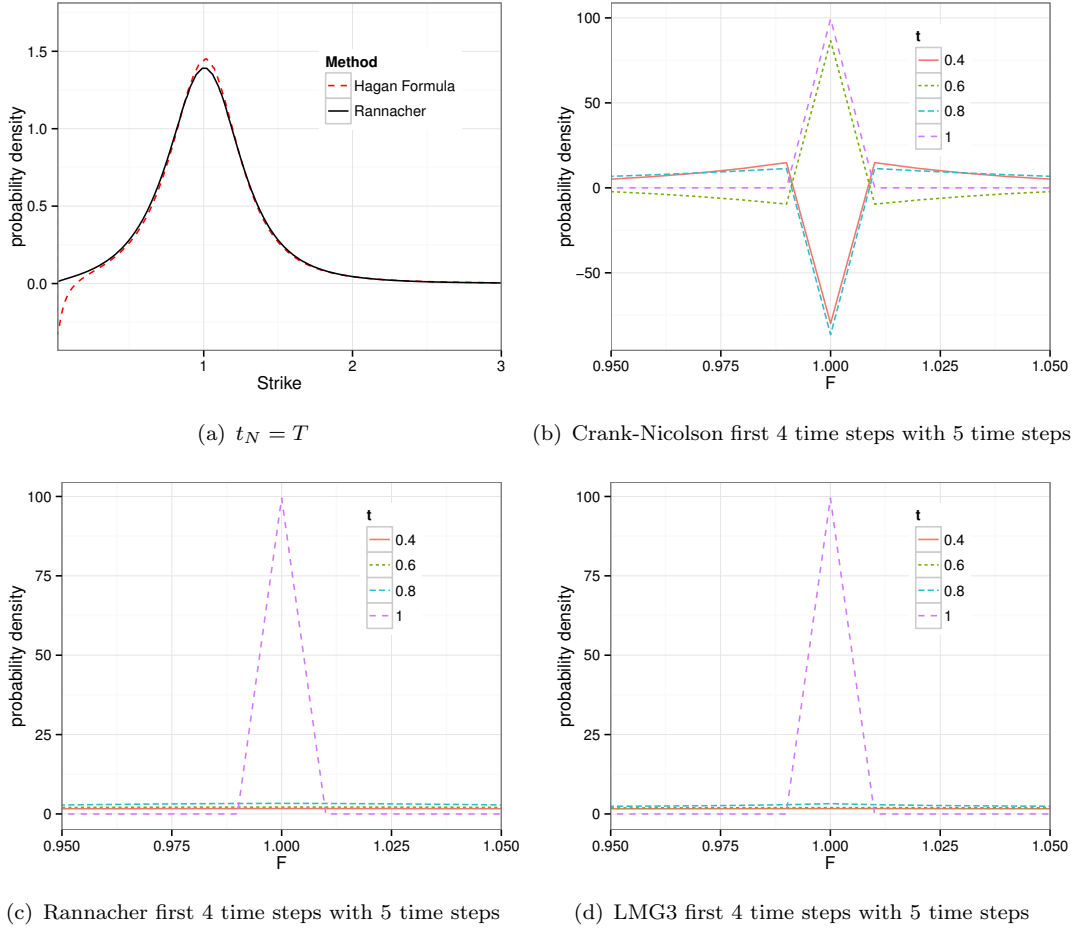 probability density
1.5
1.0
0.5
0.0
Method
Hagan Formula
Rannacher
1
2
3
Strike
(a) t_N = T
probability density
100
50
0
−50
t
0.4
0.6
0.8
1
0.950
0.975
1.000
1.025
1.050
F
(b) Crank-Nicolson first 4 time steps with 5 time steps
probability density
100
75
50
25
0
t
0.4
0.6
0.8
1
0.950
0.975
1.000
1.025
1.050
F
(c) Rannacher first 4 time steps with 5 time steps
probability density
100
75
50
25
0
t
0.4
0.6
0.8
1
0.950
0.975
1.000
1.025
1.050
F
(d) LMG3 first 4 time steps with 5 time steps